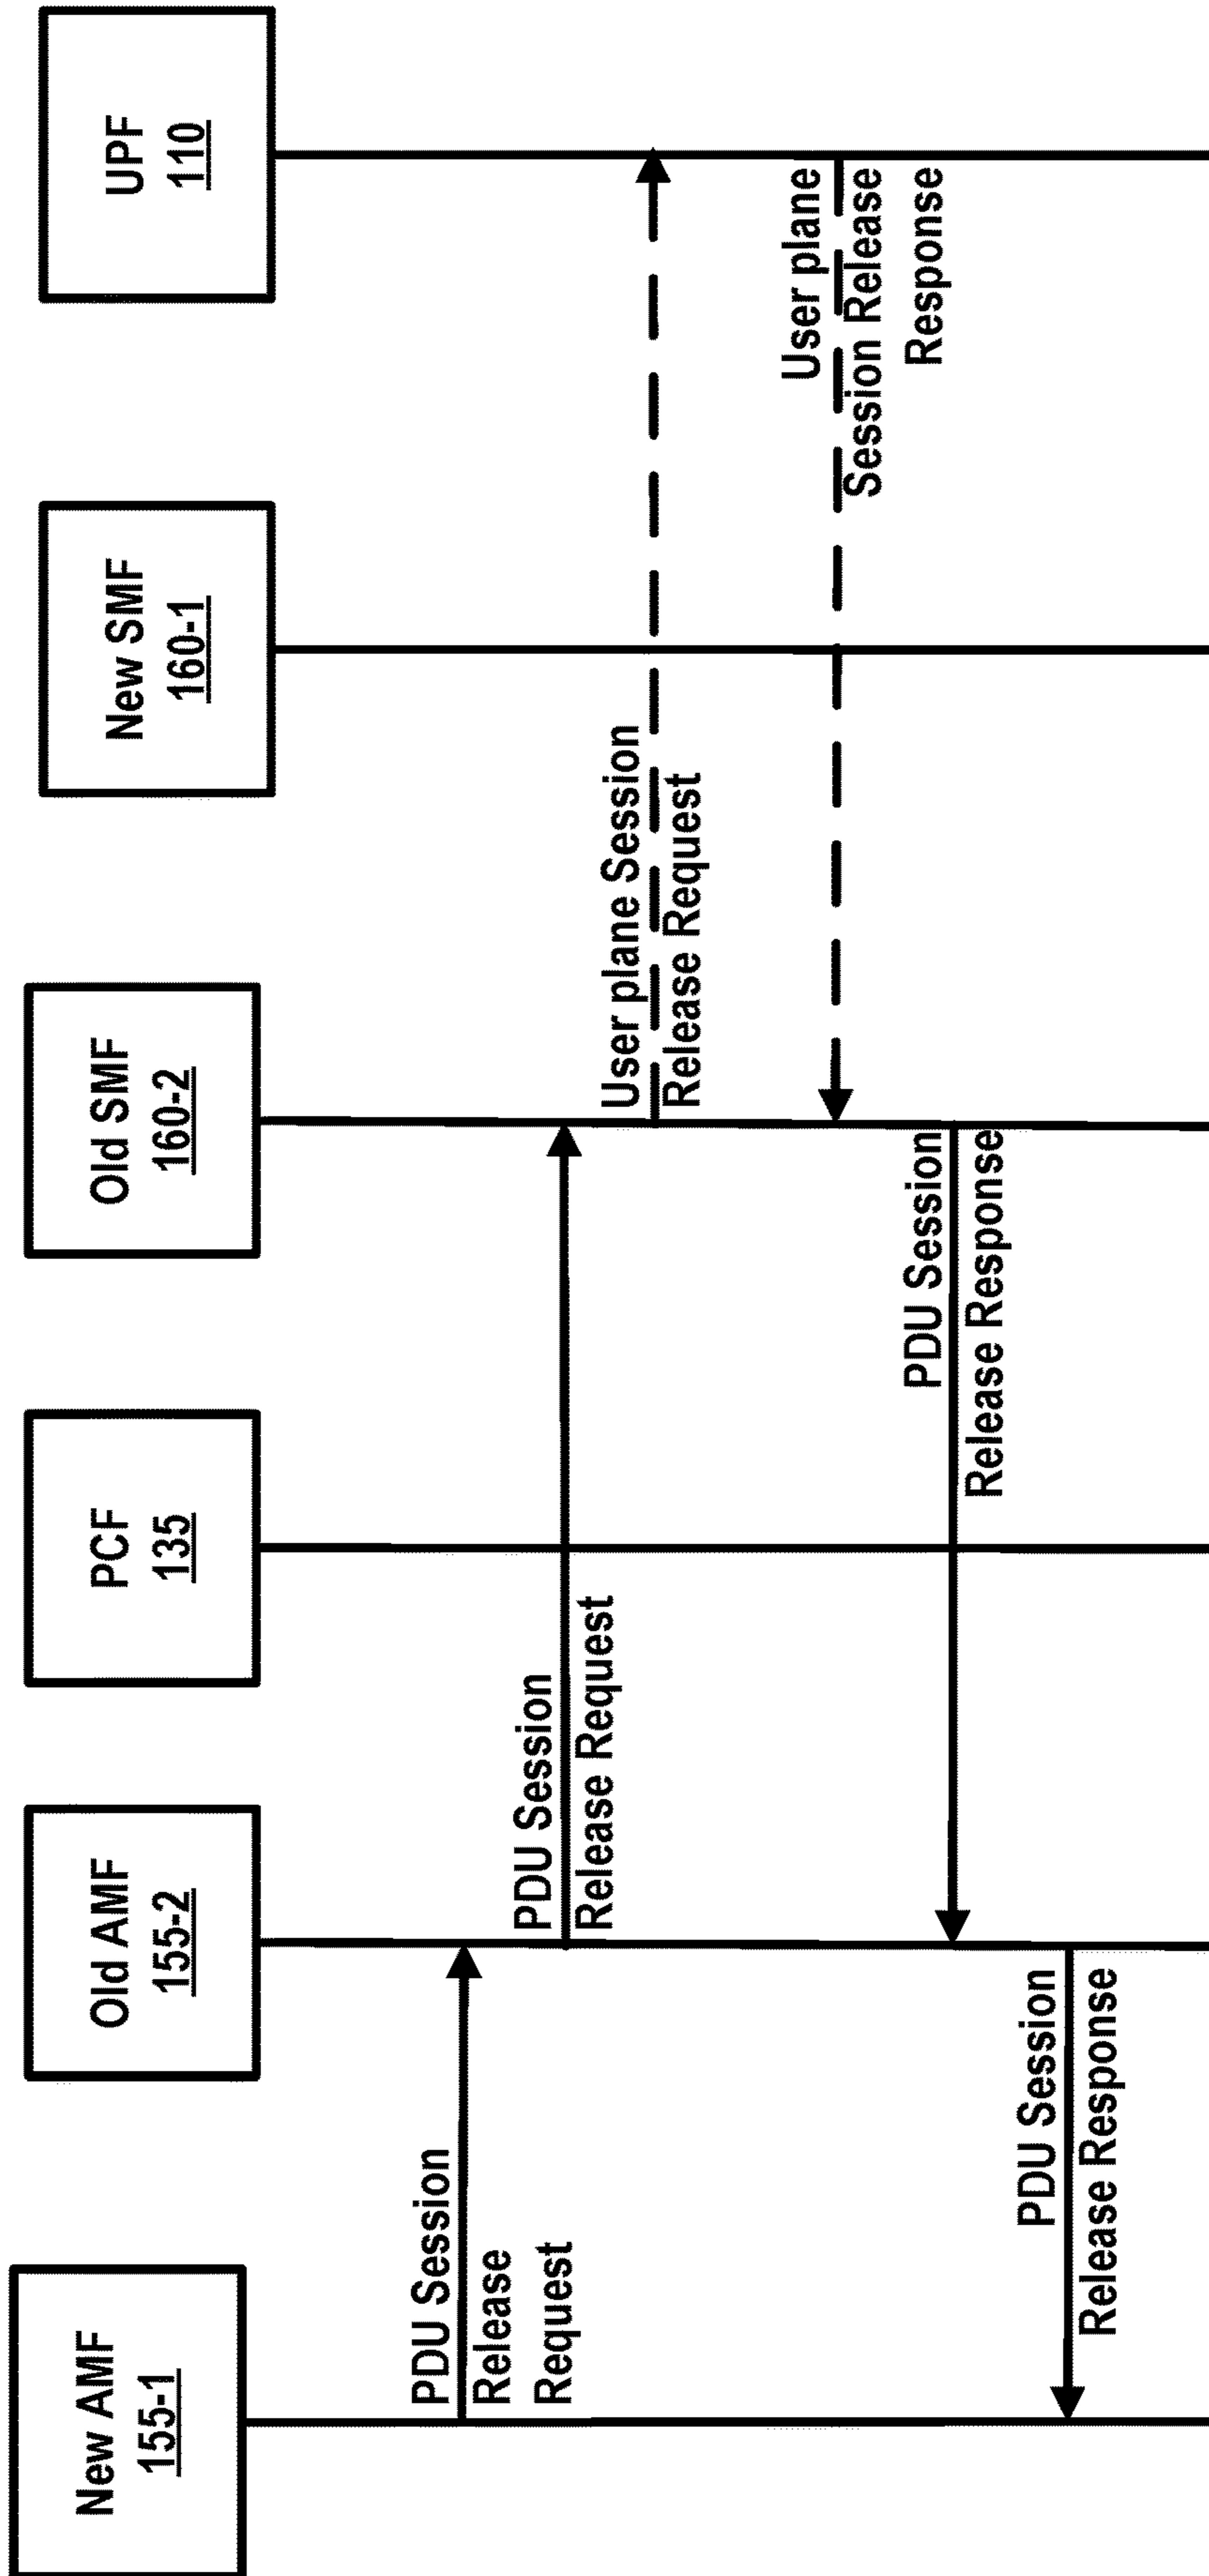 New AMF
155-1
Old AMF
155-2
PCF
135
Old SMF
160-2
New SMF
160-1
UPF
110
PDU Session
Release
Request
PDU Session
Release Request
User plane Session
Release Request
User plane
Session Release
Response
PDU Session
Release Response
PDU Session
Release Response